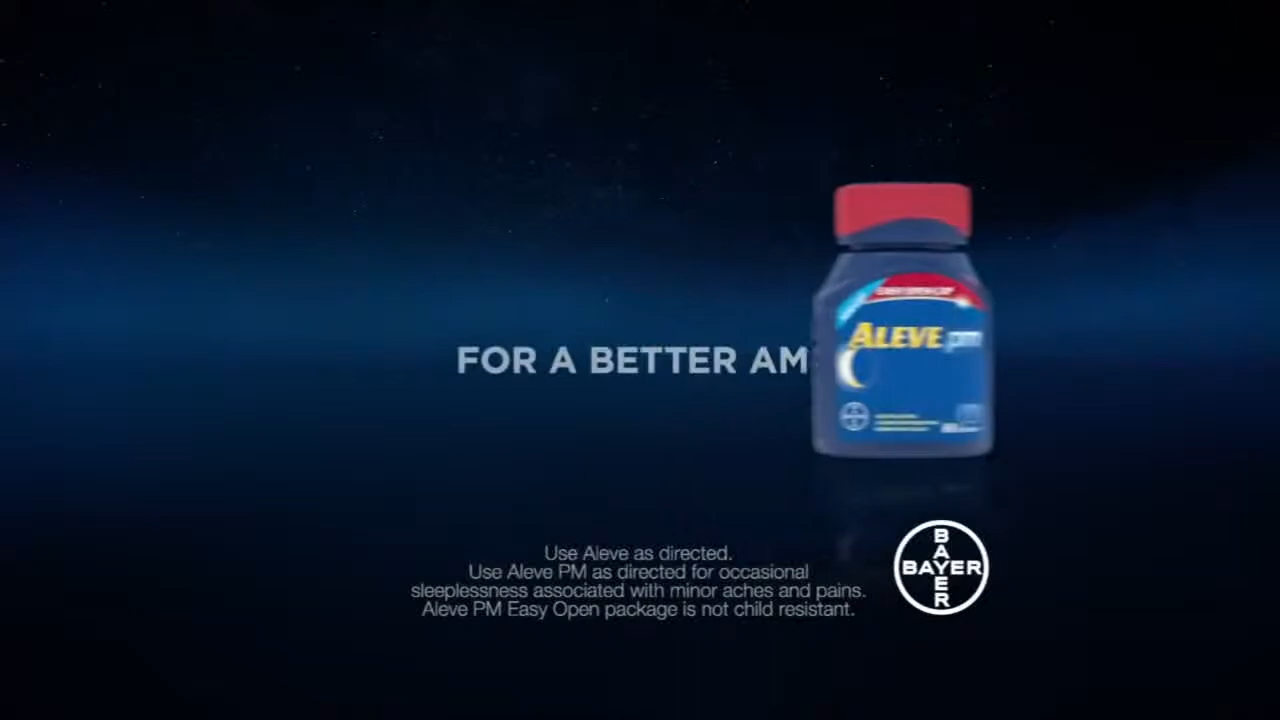 FOR A BETTER AM
ALEVE pm
Use Aleve as directed.
Use Aleve PM as directed for occasional
sleeplessness associated with minor aches and pains.
Aleve PM Easy Open package is not child resistant.
BAYER
BAYER